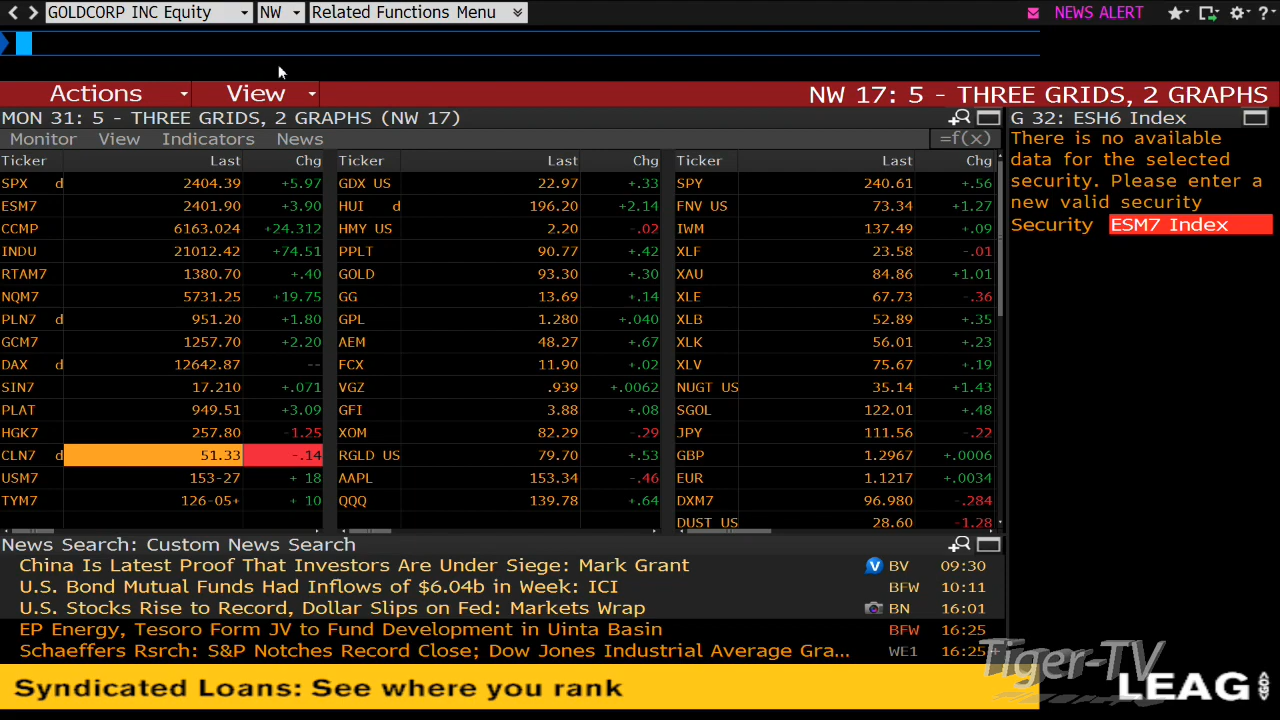 GOLDCORP INC Equity NW Related Functions Menu NEWS ALERT ?
Actions View NW 17: 5 - THREE GRIDS, 2 GRAPHS
MON 31: 5 - THREE GRIDS, 2 GRAPHS (NW 17) G 32: ESH6 Index
Monitor View Indicators News =f(x)
There is no available
data for the selected
security. Please enter a
new valid security
Security ESM7 Index
Ticker Last Chg Ticker Last Chg Ticker Last Chg
SPX d 2404.39 +5.97 GDX US 22.97 +.33 SPY 240.61 +.56
ESM7 2401.90 +3.90 HUI d 196.20 +2.14 FNV US 73.34 +1.27
CCMP 6163.024 +24.312 HMY US 2.20 -.02 IWM 137.49 +.09
INDU 21012.42 +74.51 PPLT 90.77 +.42 XLF 23.58 -.01
RTAM7 1380.70 +.40 GOLD 93.30 +.30 XAU 84.86 +1.01
NQM7 5731.25 +19.75 GG 13.69 +.14 XLE 67.73 -.36
PLN7 d 951.20 +1.80 GPL 1.280 +.040 XLB 52.89 +.35
GCM7 1257.70 +2.20 AEM 48.27 +.67 XLK 56.01 +.23
DAX d 12642.87 -- FCX 11.90 +.02 XLV 75.67 +.19
SIN7 17.210 +.071 VGZ .939 +.0062 NUGT US 35.14 +1.43
PLAT 949.51 +3.09 GFI 3.88 +.08 SGOL 122.01 +.48
HGK7 257.80 -1.25 XOM 82.29 -.29 JPY 111.56 -.22
CLN7 d 51.33 -.14 RGLD US 79.70 +.53 GBP 1.2967 +.0006
USM7 153-27 + 18 AAPL 153.34 -.46 EUR 1.1217 +.0034
TYM7 126-05+ + 10 QQQ 139.78 +.64 DXM7 96.980 -.284
DUST US 28.60 -1.28
News Search: Custom News Search
China Is Latest Proof That Investors Are Under Siege: Mark Grant V BV 09:30
U.S. Bond Mutual Funds Had Inflows of $6.04b in Week: ICI BFW 10:11
U.S. Stocks Rise to Record, Dollar Slips on Fed: Markets Wrap BN 16:01
EP Energy, Tesoro Form JV to Fund Development in Uinta Basin BFW 16:25
Schaeffers Rsrch: S&P Notches Record Close; Dow Jones Industrial Average Gra... WE1 16:25
Tiger-TV
Syndicated Loans: See where you rank LEAG